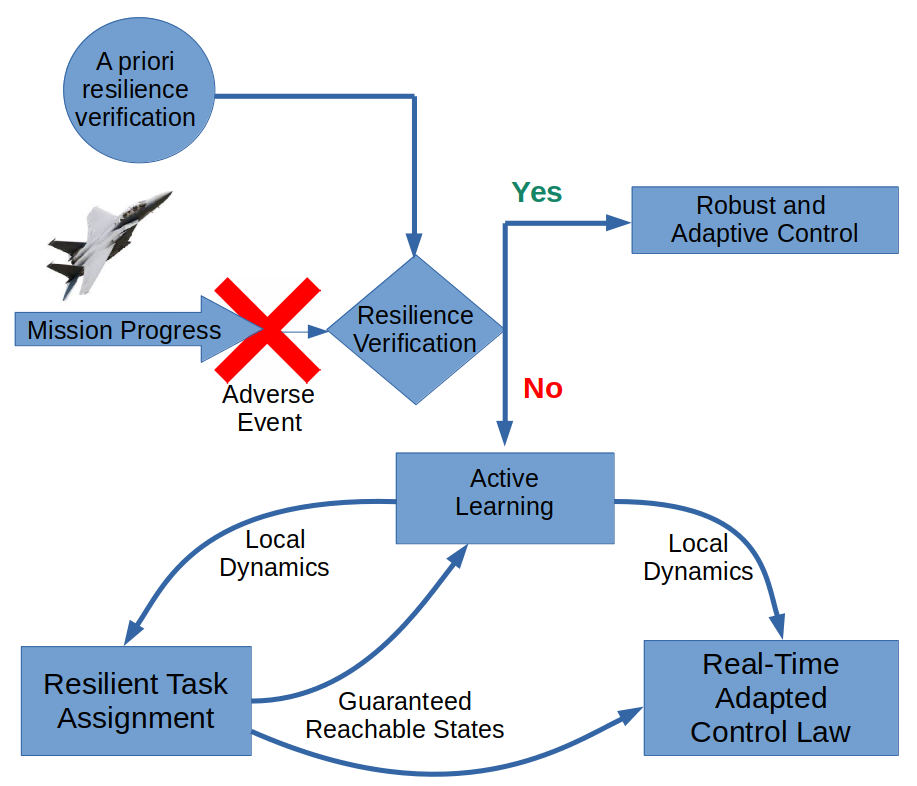 A priori
resilience
verification
Yes
Robust and
Adaptive Control
Mission Progress
Resilience
Verification
Adverse
Event
No
Active
Learning
Local
Dynamics
Local
Dynamics
Resilient Task
Assignment
Guaranteed
Reachable States
Real-Time
Adapted
Control Law